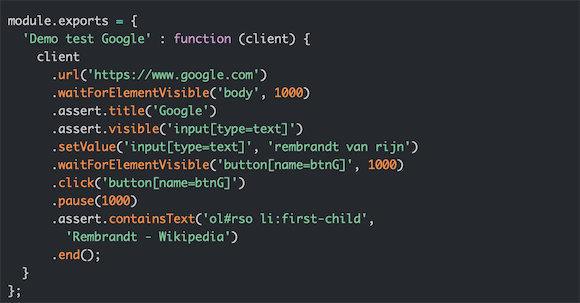 module.exports = {
  'Demo test Google' : function (client) {
    client
      .url('https://www.google.com')
      .waitForElementVisible('body', 1000)
      .assert.title('Google')
      .assert.visible('input[type=text]')
      .setValue('input[type=text]', 'rembrandt van rijn')
      .waitForElementVisible('button[name=btnG]', 1000)
      .click('button[name=btnG]')
      .pause(1000)
      .assert.containsText('ol#rso li:first-child',
        'Rembrandt - Wikipedia')
      .end();
  }
};